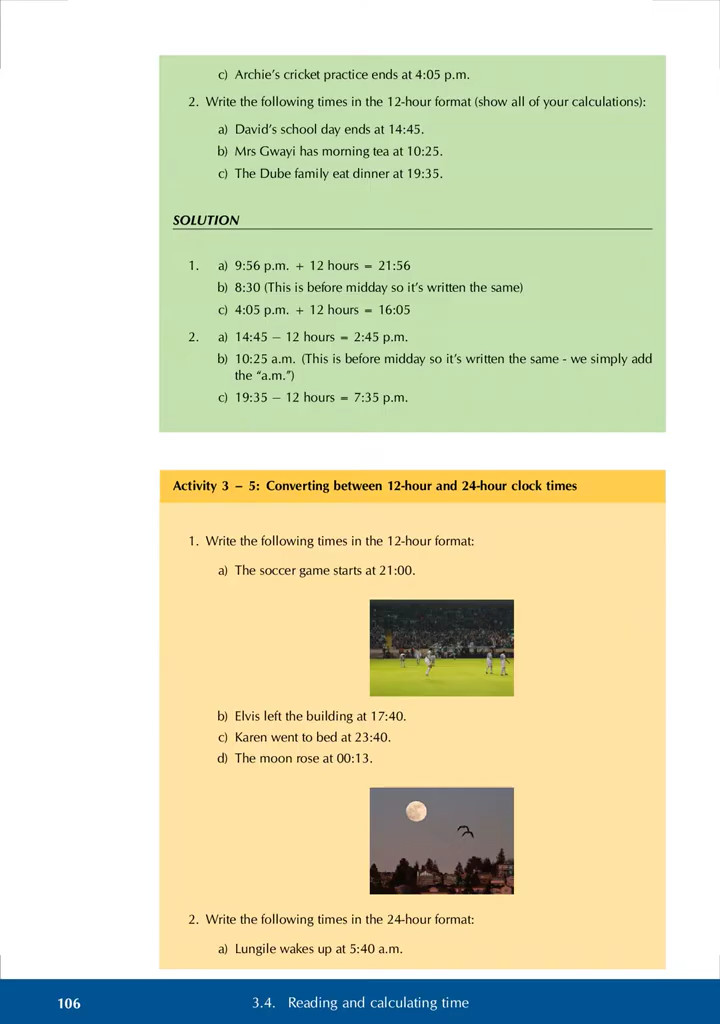 c) Archie’s cricket practice ends at 4:05 p.m.
2. Write the following times in the 12-hour format (show all of your calculations):
a) David’s school day ends at 14:45.
b) Mrs Gwayi has morning tea at 10:25.
c) The Dube family eat dinner at 19:35.
SOLUTION
1. a) 9:56 p.m. + 12 hours = 21:56
b) 8:30 (This is before midday so it’s written the same)
c) 4:05 p.m. + 12 hours = 16:05
2. a) 14:45 − 12 hours = 2:45 p.m.
b) 10:25 a.m. (This is before midday so it’s written the same - we simply add
the “a.m.”)
c) 19:35 − 12 hours = 7:35 p.m.
Activity 3 – 5: Converting between 12-hour and 24-hour clock times
1. Write the following times in the 12-hour format:
a) The soccer game starts at 21:00.
b) Elvis left the building at 17:40.
c) Karen went to bed at 23:40.
d) The moon rose at 00:13.
2. Write the following times in the 24-hour format:
a) Lungile wakes up at 5:40 a.m.
106 3.4. Reading and calculating time